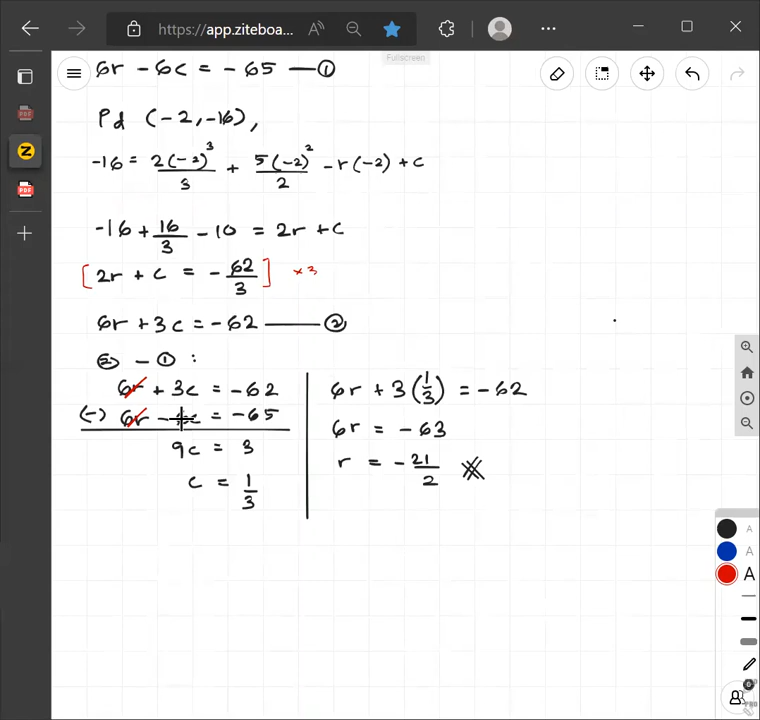 https://app.ziteboa...
Fullscreen
6r - 6c = - 65 — ①
Pd (-2, -16),
-16 = 2(-2)³/3 + 5(-2)²/2 - r(-2) + c
-16 + 16/3 - 10 = 2r + c
[2r + c = - 62/3] ×3
6r + 3c = -62 — ②
② - ① :
6r + 3c = -62
(-) 6r - 6c = -65
9c = 3
c = 1/3
6r + 3(1/3) = -62
6r = -63
r = - 21/2
A
A
A